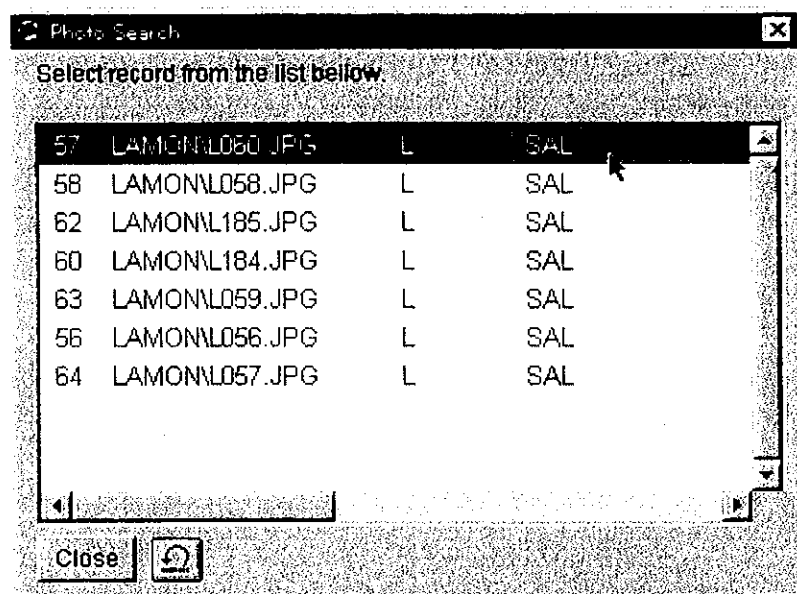 Photo Search
Select record from the list bellow.
57 LAMON\L060.JPG L SAL
58 LAMON\L058.JPG L SAL
62 LAMON\L185.JPG L SAL
60 LAMON\L184.JPG L SAL
63 LAMON\L059.JPG L SAL
56 LAMON\L056.JPG L SAL
64 LAMON\L057.JPG L SAL
Close